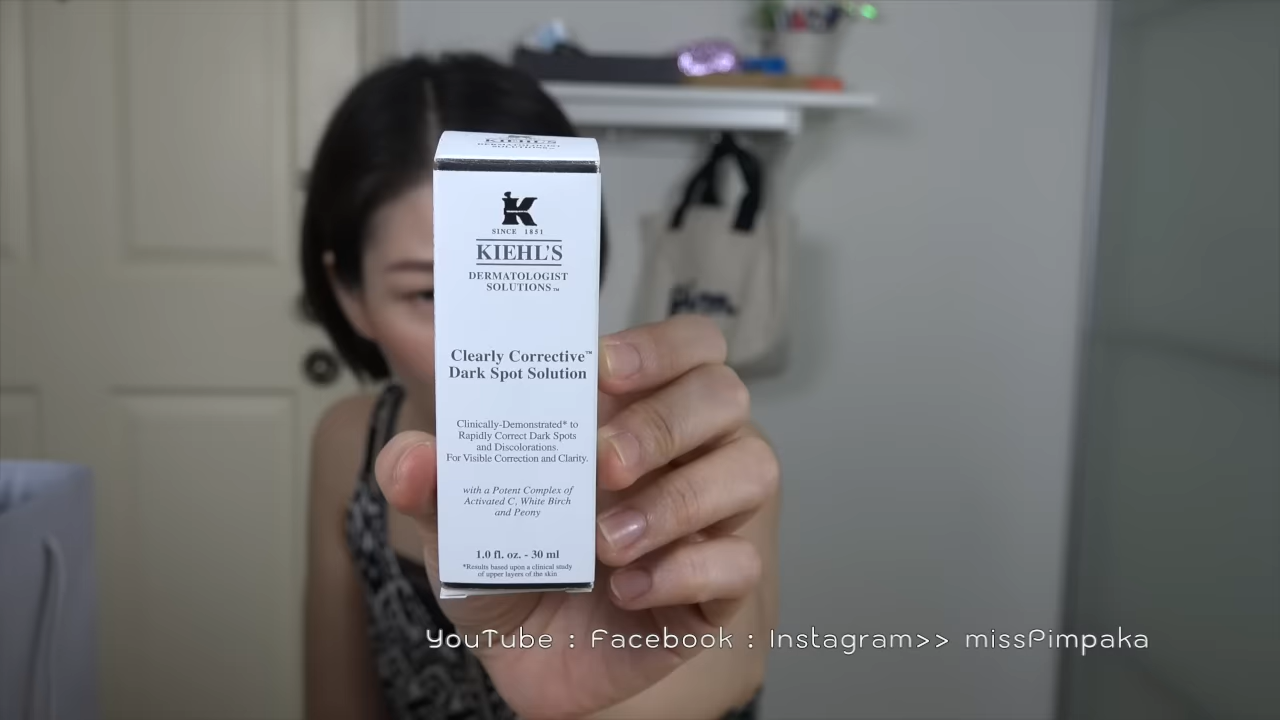 KIEHL'S
SINCE 1851
KIEHL'S
DERMATOLOGIST
SOLUTIONS™
Clearly Corrective™
Dark Spot Solution
Clinically-Demonstrated* to
Rapidly Correct Dark Spots
and Discolorations.
For Visible Correction and Clarity.
with a Potent Complex of
Activated C, White Birch
and Peony
1.0 fl. oz. - 30 ml
*Results based upon a clinical study
of upper layers of the skin
YouTube : Facebook : Instagram>> missPimpaka